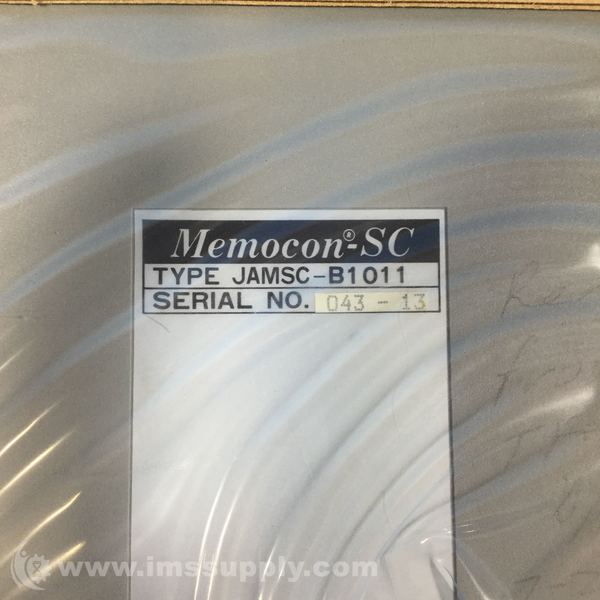 Memocon®-SC
TYPE JAMSC-B1011
SERIAL NO. 043 - 13
www.imssupply.com